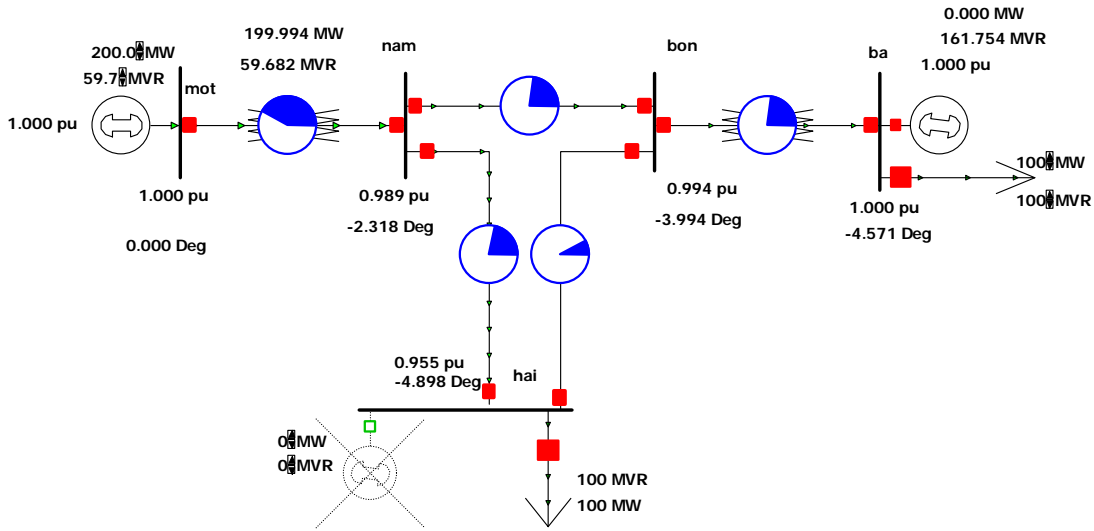 0.000 MW
199.994 MW
nam
bon
161.754 MVR
200.0 MW
ba
59.682 MVR
1.000 pu
59.7 MVR
mot
1.000 pu
100 MW
1.000 pu
0.989 pu
0.994 pu
100 MVR
1.000 pu
-2.318 Deg
-3.994 Deg
-4.571 Deg
0.000 Deg
0.955 pu
hai
-4.898 Deg
0 MW
0 MVR
100 MVR
100 MW